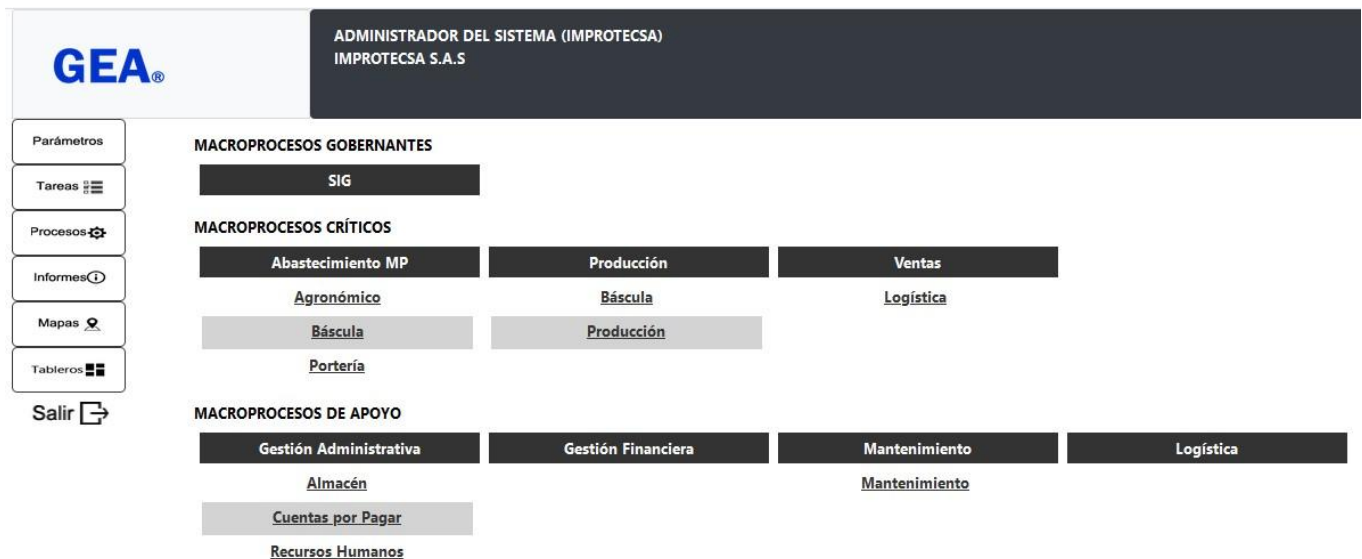 GEA®
ADMINISTRADOR DEL SISTEMA (IMPROTECSA)
IMPROTECSA S.A.S
Parámetros
Tareas
Procesos
Informes
Mapas
Tableros
Salir
MACROPROCESOS GOBERNANTES
SIG
MACROPROCESOS CRÍTICOS
Abastecimiento MP Producción Ventas
Agronómico Báscula Logística
Báscula Producción
Portería
MACROPROCESOS DE APOYO
Gestión Administrativa Gestión Financiera Mantenimiento Logística
Almacén Mantenimiento
Cuentas por Pagar
Recursos Humanos